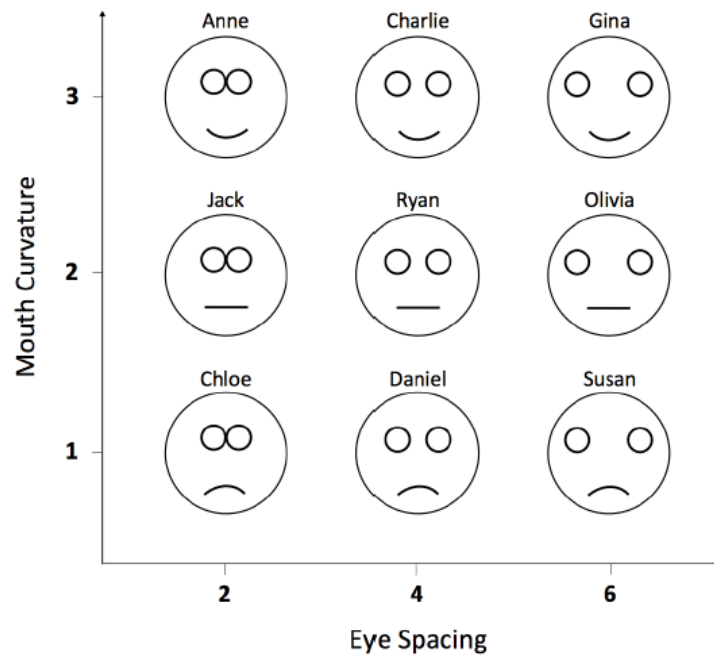 Anne Charlie Gina
3
Jack Ryan Olivia
2
Chloe Daniel Susan
1
Mouth Curvature
2 4 6
Eye Spacing